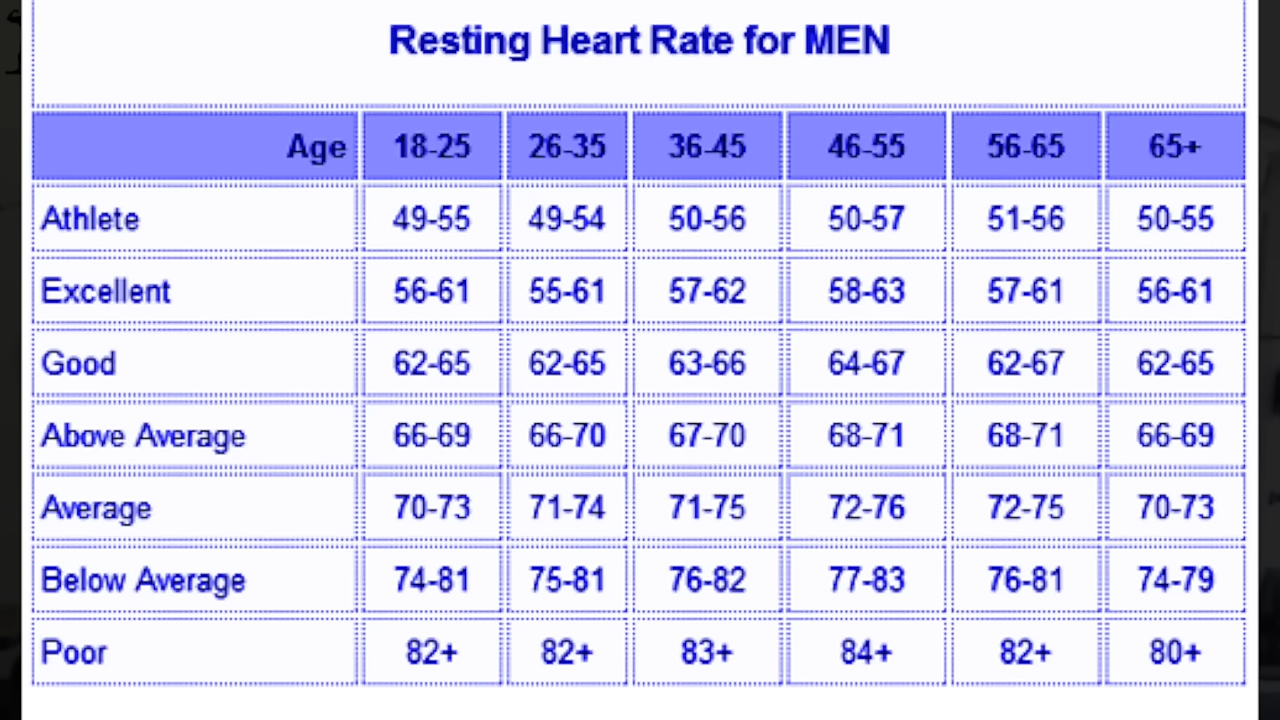 Resting Heart Rate for MEN
Age 18-25 26-35 36-45 46-55 56-65 65+
Athlete 49-55 49-54 50-56 50-57 51-56 50-55
Excellent 56-61 55-61 57-62 58-63 57-61 56-61
Good 62-65 62-65 63-66 64-67 62-67 62-65
Above Average 66-69 66-70 67-70 68-71 68-71 66-69
Average 70-73 71-74 71-75 72-76 72-75 70-73
Below Average 74-81 75-81 76-82 77-83 76-81 74-79
Poor 82+ 82+ 83+ 84+ 82+ 80+